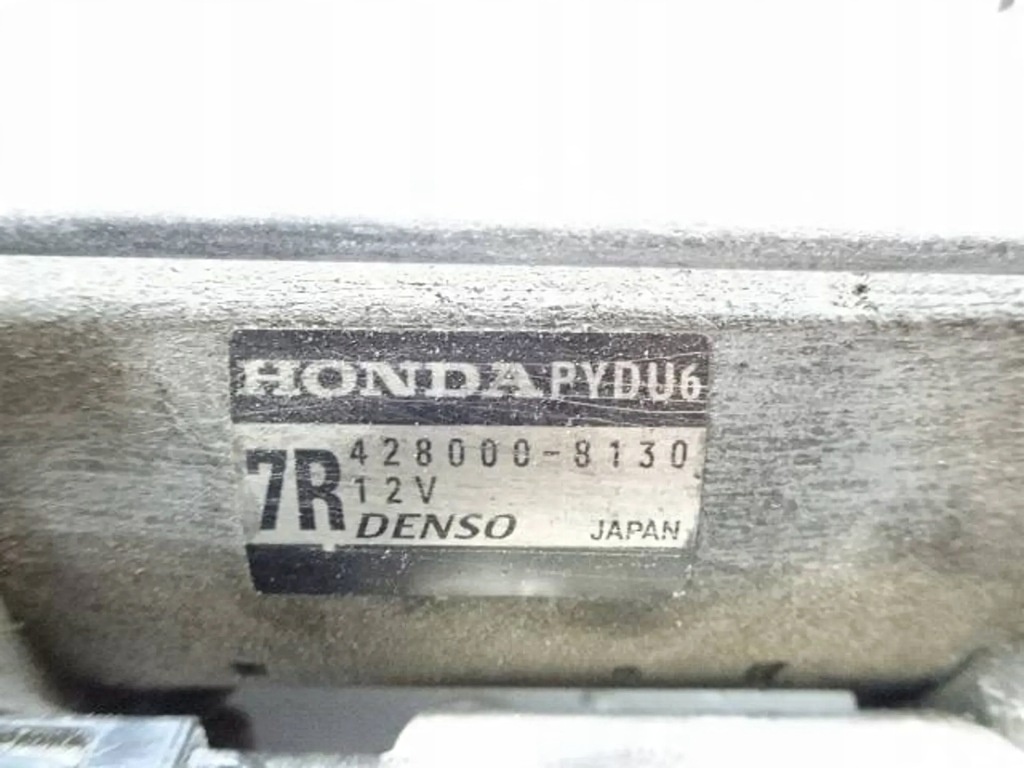 HONDA PYDU6
7R 428000-8130
12V
DENSO JAPAN